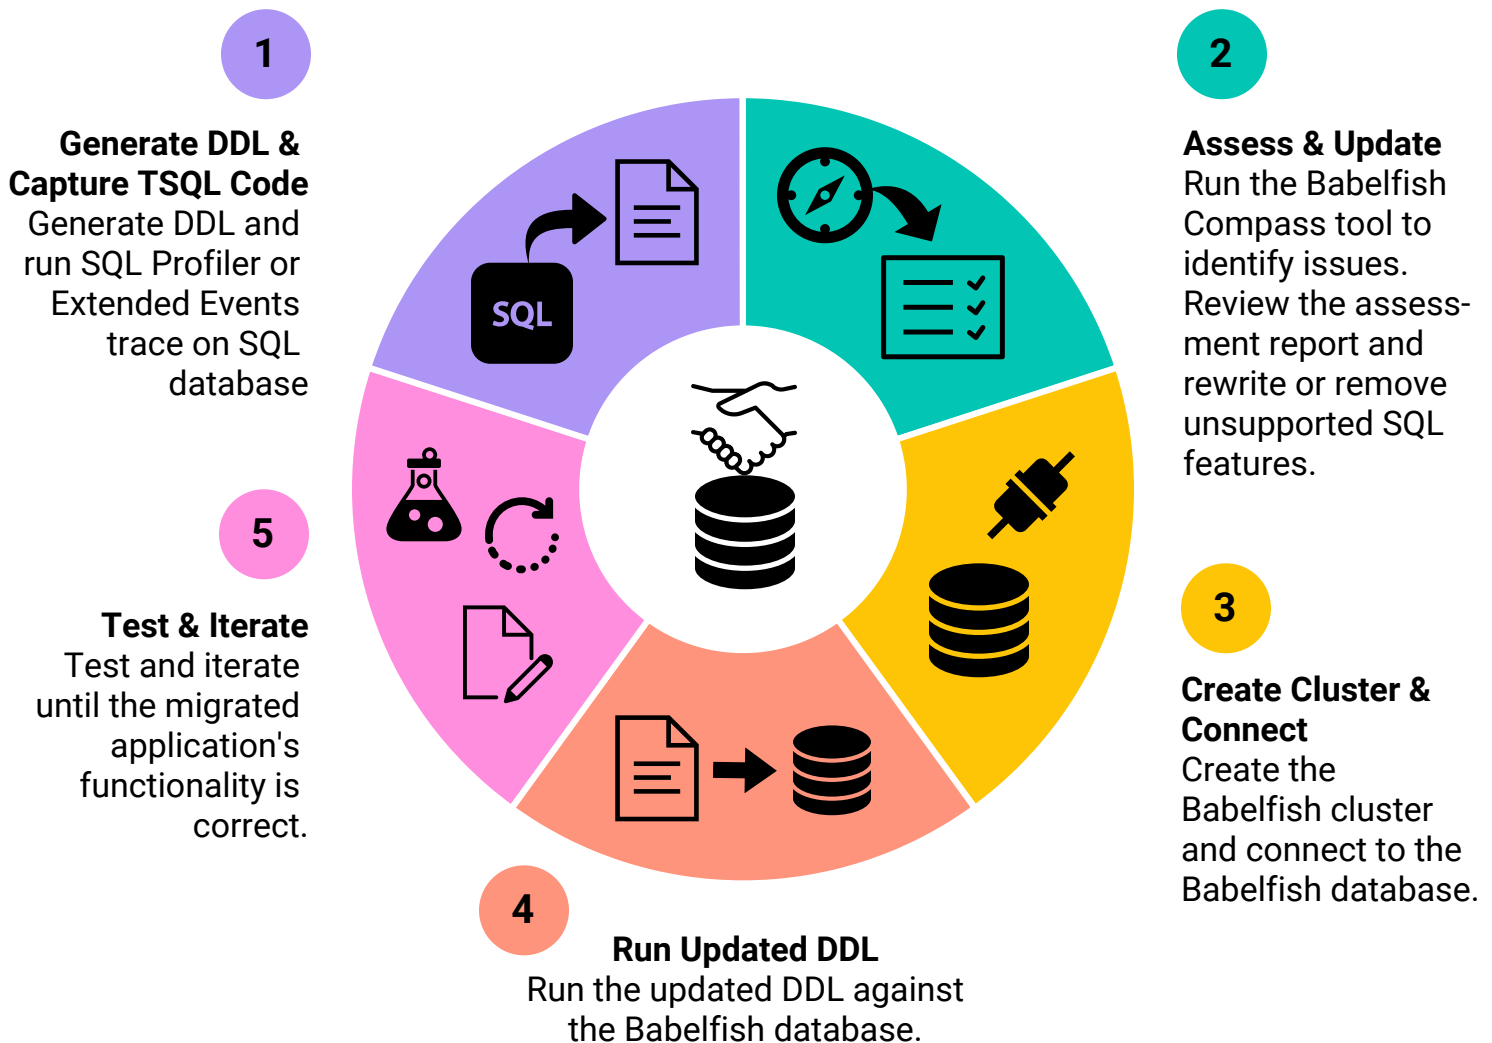 1
Generate DDL &
Capture TSQL Code
Generate DDL and
run SQL Profiler or
Extended Events
trace on SQL
database
2
Assess & Update
Run the Babelfish
Compass tool to
identify issues.
Review the assess-
ment report and
rewrite or remove
unsupported SQL
features.
SQL
3
Create Cluster &
Connect
Create the
Babelfish cluster
and connect to the
Babelfish database.
4
Run Updated DDL
Run the updated DDL against
the Babelfish database.
5
Test & Iterate
Test and iterate
until the migrated
application's
functionality is
correct.